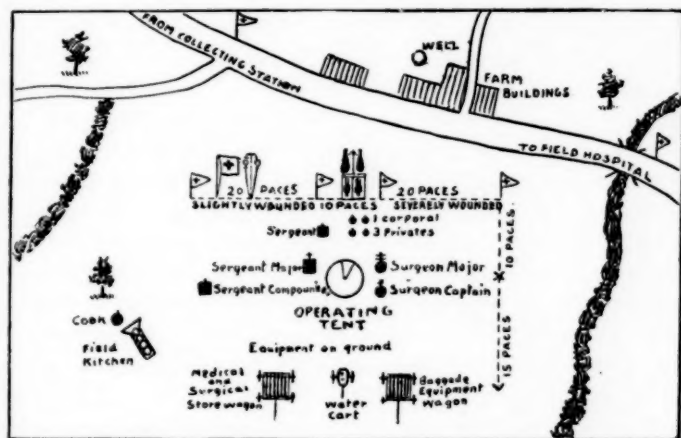 FROM COLLECTING STATION
WELL
FARM
BUILDINGS
TO FIELD HOSPITAL
20 PACES
20 PACES
SLIGHTLY WOUNDED 10 PACES SEVERELY WOUNDED
Sergeant
1 corporal
3 Privates
10 PACES
Sergeant Major
Surgeon Major
Sergeant Compounder
Surgeon Captain
OPERATING
TENT
15 PACES
Cook
Field
Kitchen
Equipment on ground
Medical
and
Surgical
Store wagon
Water
Cart
Baggage
Equipment
Wagon